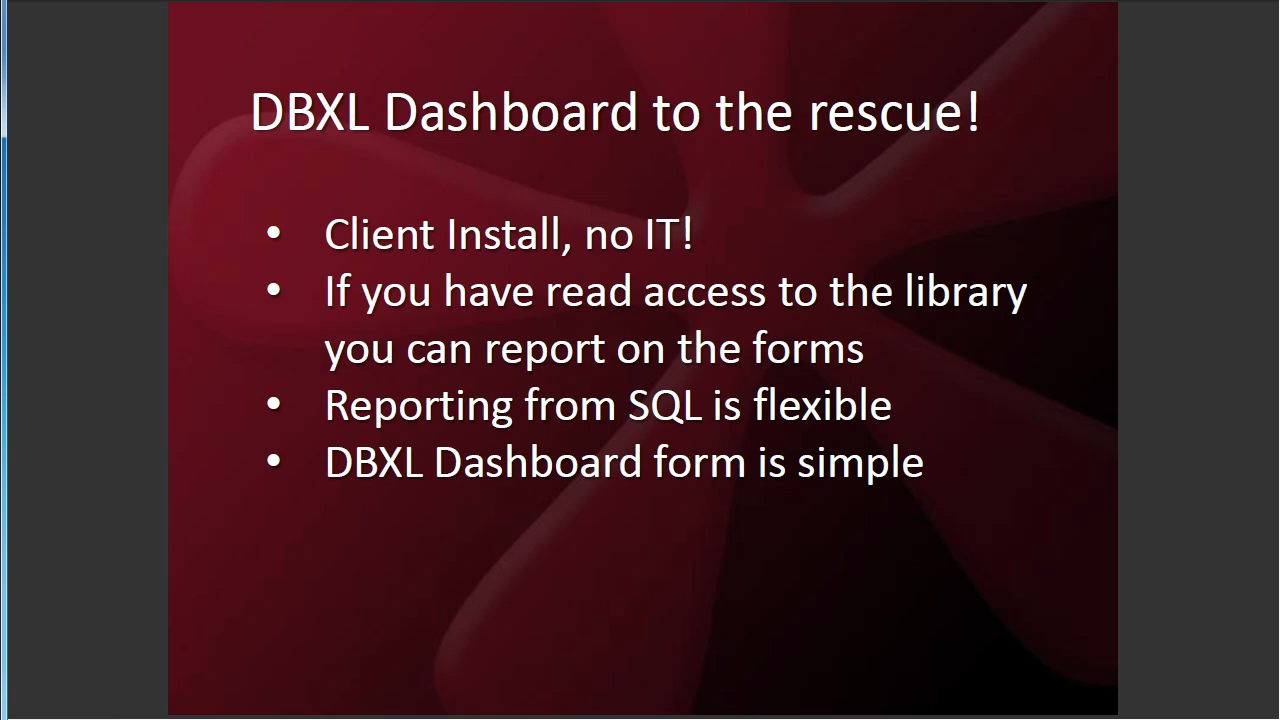 DBXL Dashboard to the rescue!
• Client Install, no IT!
• If you have read access to the library
you can report on the forms
• Reporting from SQL is flexible
• DBXL Dashboard form is simple